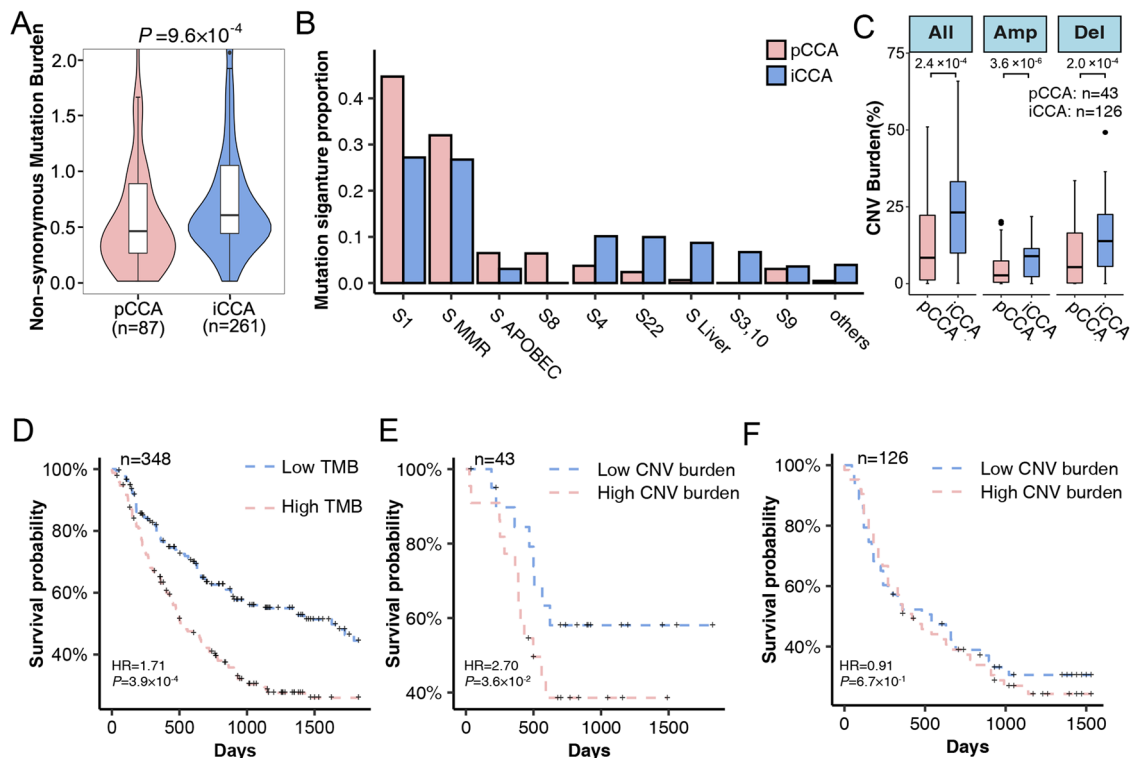 A
P=9.6×10-4
Non−synonymous Mutation Burden
2.0
1.5
1.0
0.5
0.0
pCCA
(n=87)
iCCA
(n=261)
B
Mutation siganture proportion
0.4
0.3
0.2
0.1
0.0
pCCA
iCCA
S1
S MMR
S APOBEC
S8
S4
S22
S Liver
S3,10
S9
others
C
All
Amp
Del
2.4 ×10-4
3.6 ×10-6
2.0 ×10-4
pCCA: n=43
iCCA: n=126
CNV Burden(%)
75
50
25
0
pCCA
iCCA
pCCA
iCCA
pCCA
iCCA
D
n=348
Low TMB
High TMB
Survival probability
100%
80%
60%
40%
HR=1.71
P=3.9×10-4
0
500
1000
1500
Days
E
n=43
Low CNV burden
High CNV burden
Survival probability
100%
80%
60%
40%
HR=2.70
P=3.6×10-2
0
500
1000
1500
Days
F
n=126
Low CNV burden
High CNV burden
Survival probability
100%
80%
60%
40%
HR=0.91
P=6.7×10-1
0
500
1000
1500
Days